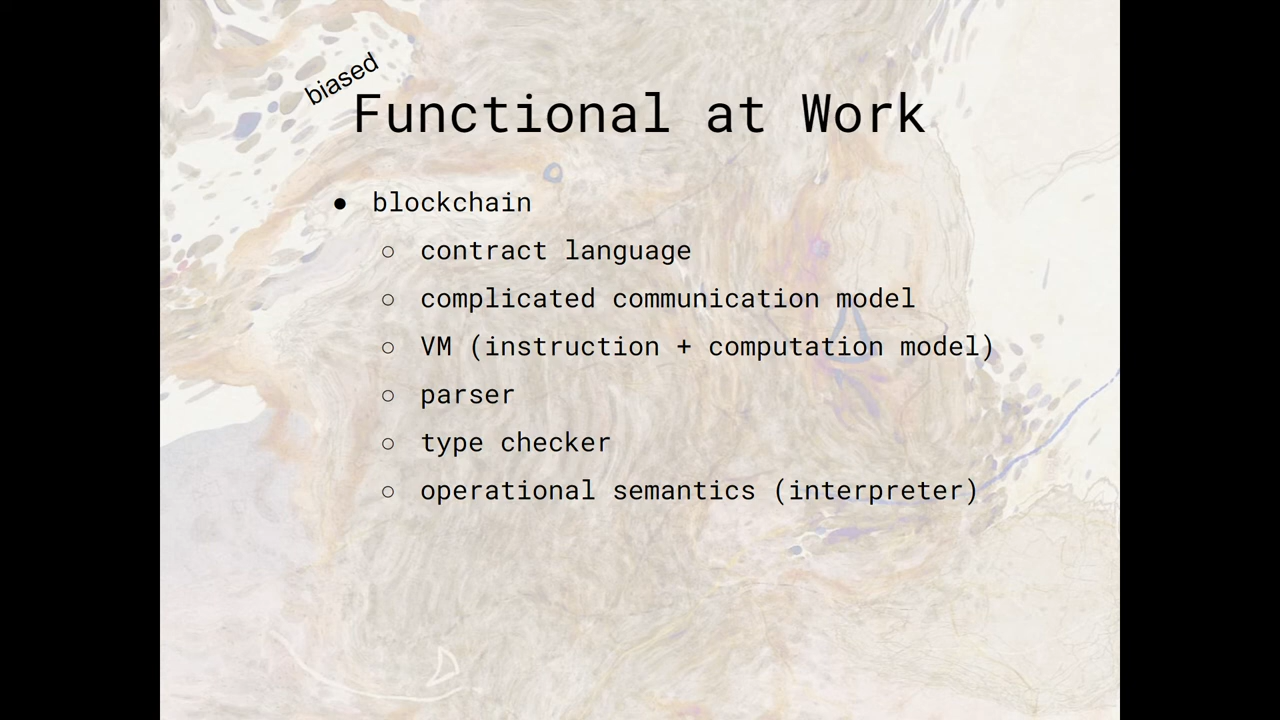 biased
Functional at Work
● blockchain
○ contract language
○ complicated communication model
○ VM (instruction + computation model)
○ parser
○ type checker
○ operational semantics (interpreter)